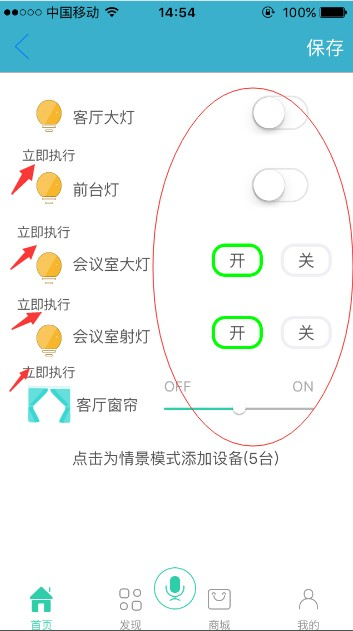 中国移动 14:54 100%
保存
客厅大灯
立即执行
前台灯
立即执行
会议室大灯 开 关
立即执行
会议室射灯 开 关
立即执行
OFF ON
客厅窗帘
点击为情景模式添加设备(5台)
首页 发现 商城 我的